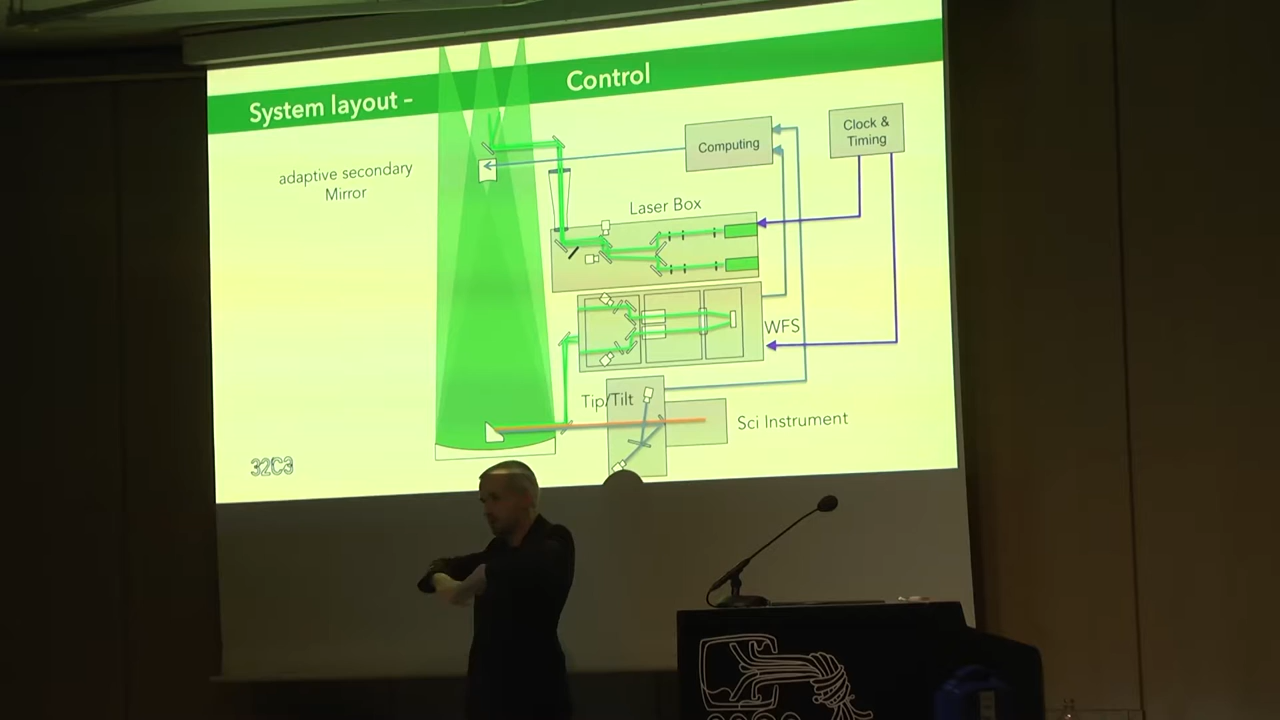 System layout - Control
adaptive secondary
Mirror
Computing
Clock &
Timing
Laser Box
WFS
Tip/Tilt
Sci Instrument
32C3